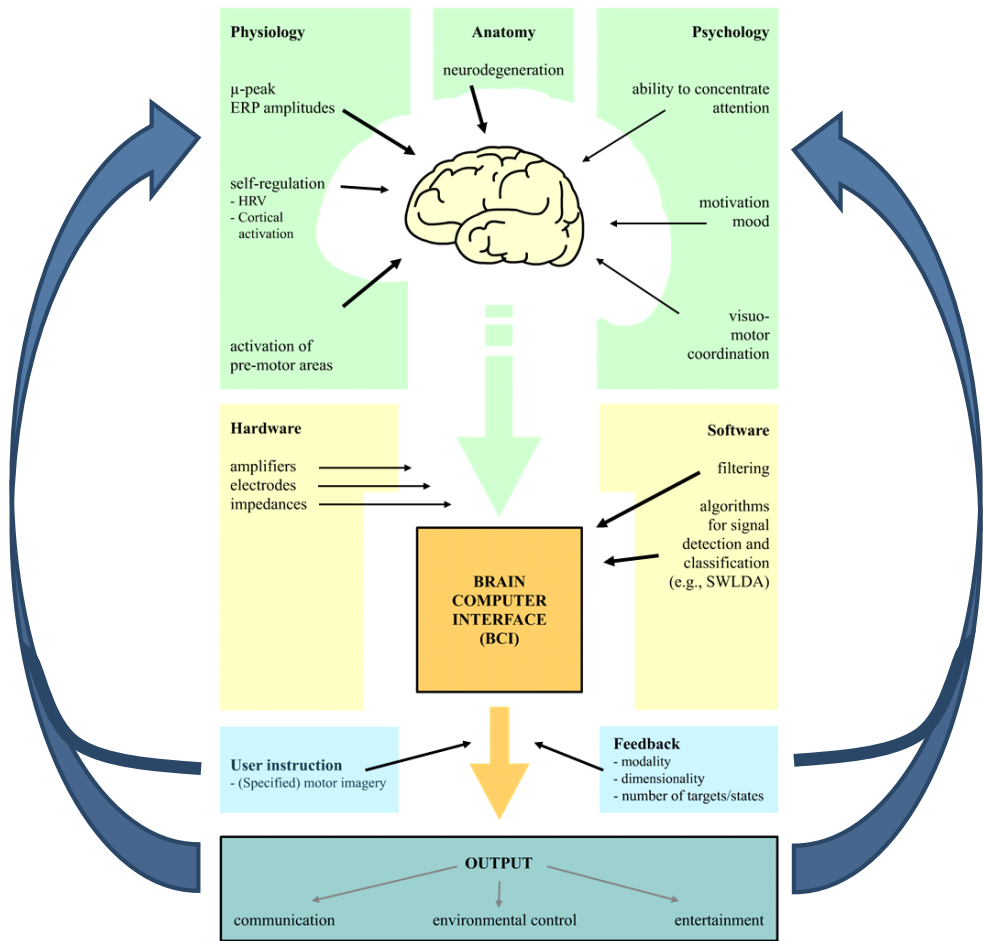 Physiology
µ-peak
ERP amplitudes
self-regulation
- HRV
- Cortical
activation
activation of
pre-motor areas
Anatomy
neurodegeneration
Psychology
ability to concentrate
attention
motivation
mood
visuo-
motor
coordination
Hardware
amplifiers
electrodes
impedances
Software
filtering
algorithms
for signal
detection and
classification
(e.g., SWLDA)
BRAIN
COMPUTER
INTERFACE
(BCI)
User instruction
- (Specified) motor imagery
Feedback
- modality
- dimensionality
- number of targets/states
OUTPUT
communication
environmental control
entertainment